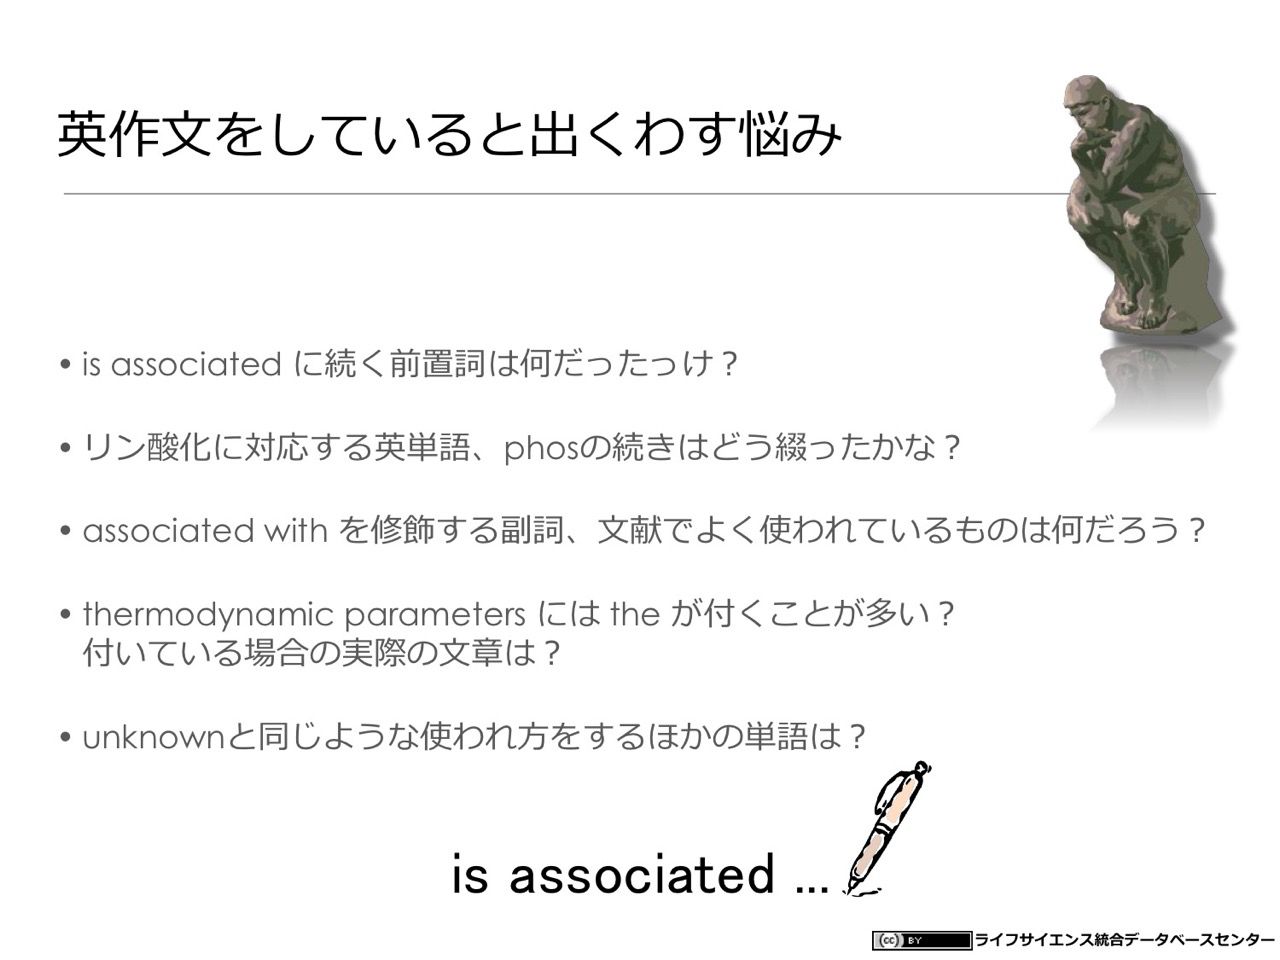 英作文をしていると出くわす悩み
• is associated に続く前置詞は何だったっけ？
• リン酸化に対応する英単語、phosの続きはどう綴ったかな？
• associated with を修飾する副詞、文献でよく使われているものは何だろう？
• thermodynamic parameters には the が付くことが多い？
付いている場合の実際の文章は？
• unknownと同じような使われ方をするほかの単語は？
is associated ...
cc BY ライフサイエンス統合データベースセンター